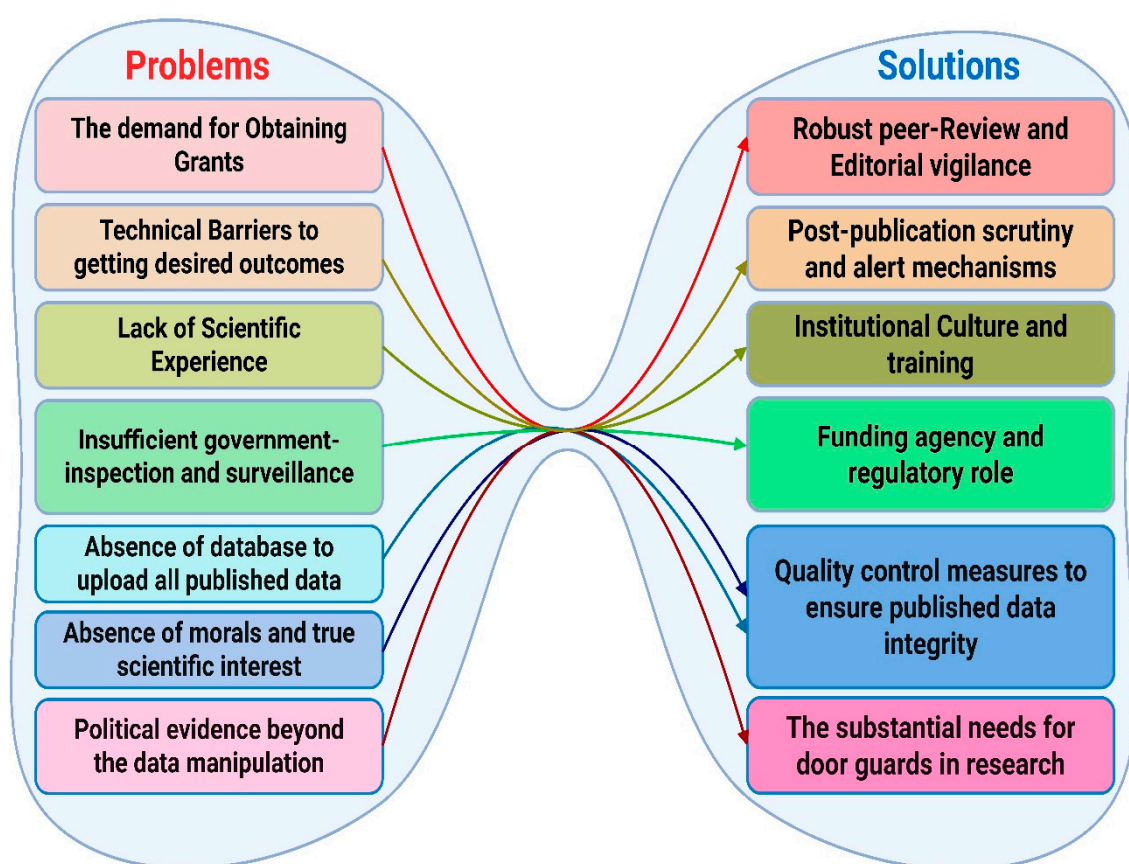 Problems
The demand for Obtaining
Grants
Technical Barriers to
getting desired outcomes
Lack of Scientific
Experience
Insufficient government-
inspection and surveillance
Absence of database to
upload all published data
Absence of morals and true
scientific interest
Political evidence beyond
the data manipulation
Solutions
Robust peer-Review and
Editorial vigilance
Post-publication scrutiny
and alert mechanisms
Institutional Culture and
training
Funding agency and
regulatory role
Quality control measures to
ensure published data
integrity
The substantial needs for
door guards in research